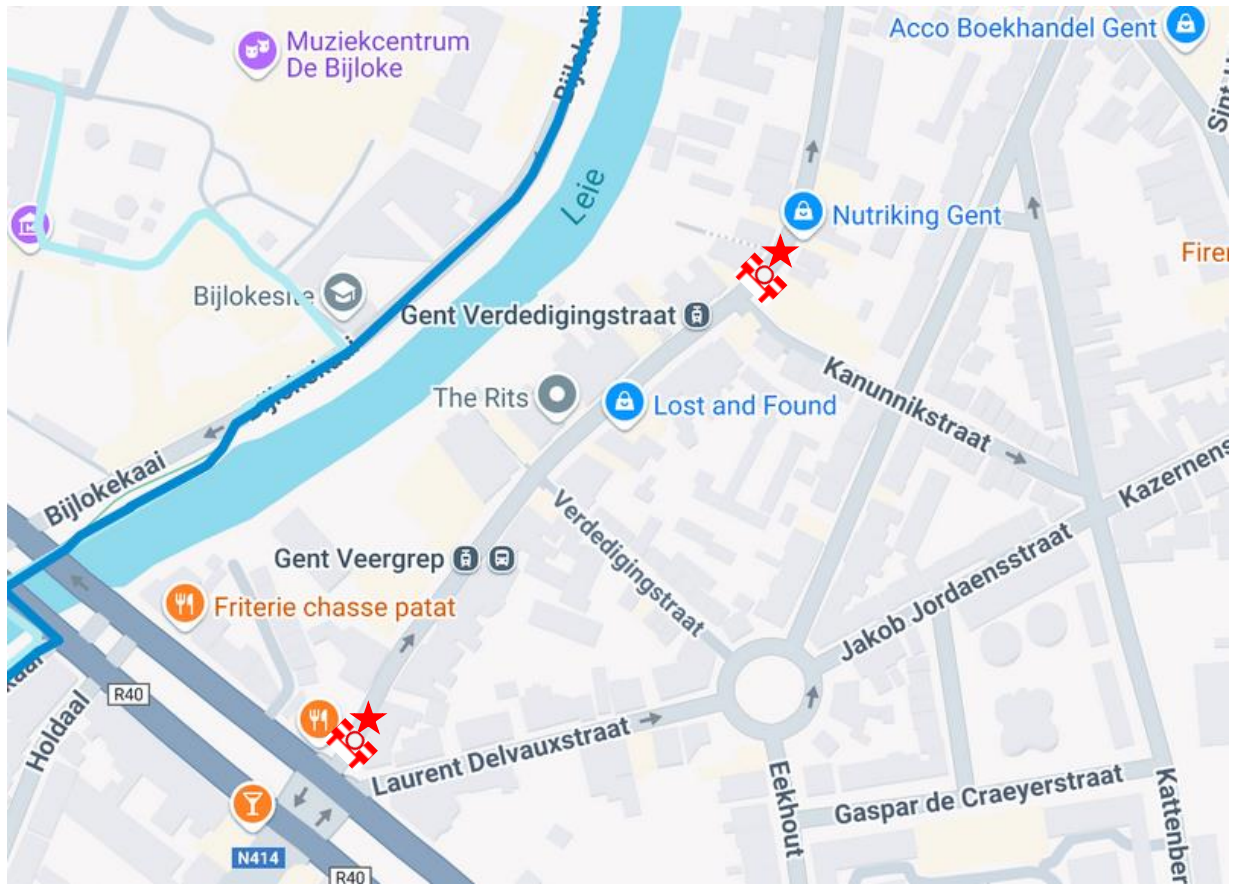 Acco Boekhandel Gent
Muziekcentrum
De Bijloke
Leie
Nutriking Gent
Bijlokesite
Gent Verdedigingstraat
Kanunnikstraat
The Rits
Lost and Found
Bijlokekaai
Bijlokekaai
Verdedigingstraat
Gent Veergrep
Jakob Jordaensstraat
Friterie chasse patat
R40
Holdaal
Laurent Delvauxstraat
Eekhout
Gaspar de Craeyerstraat
N414
R40